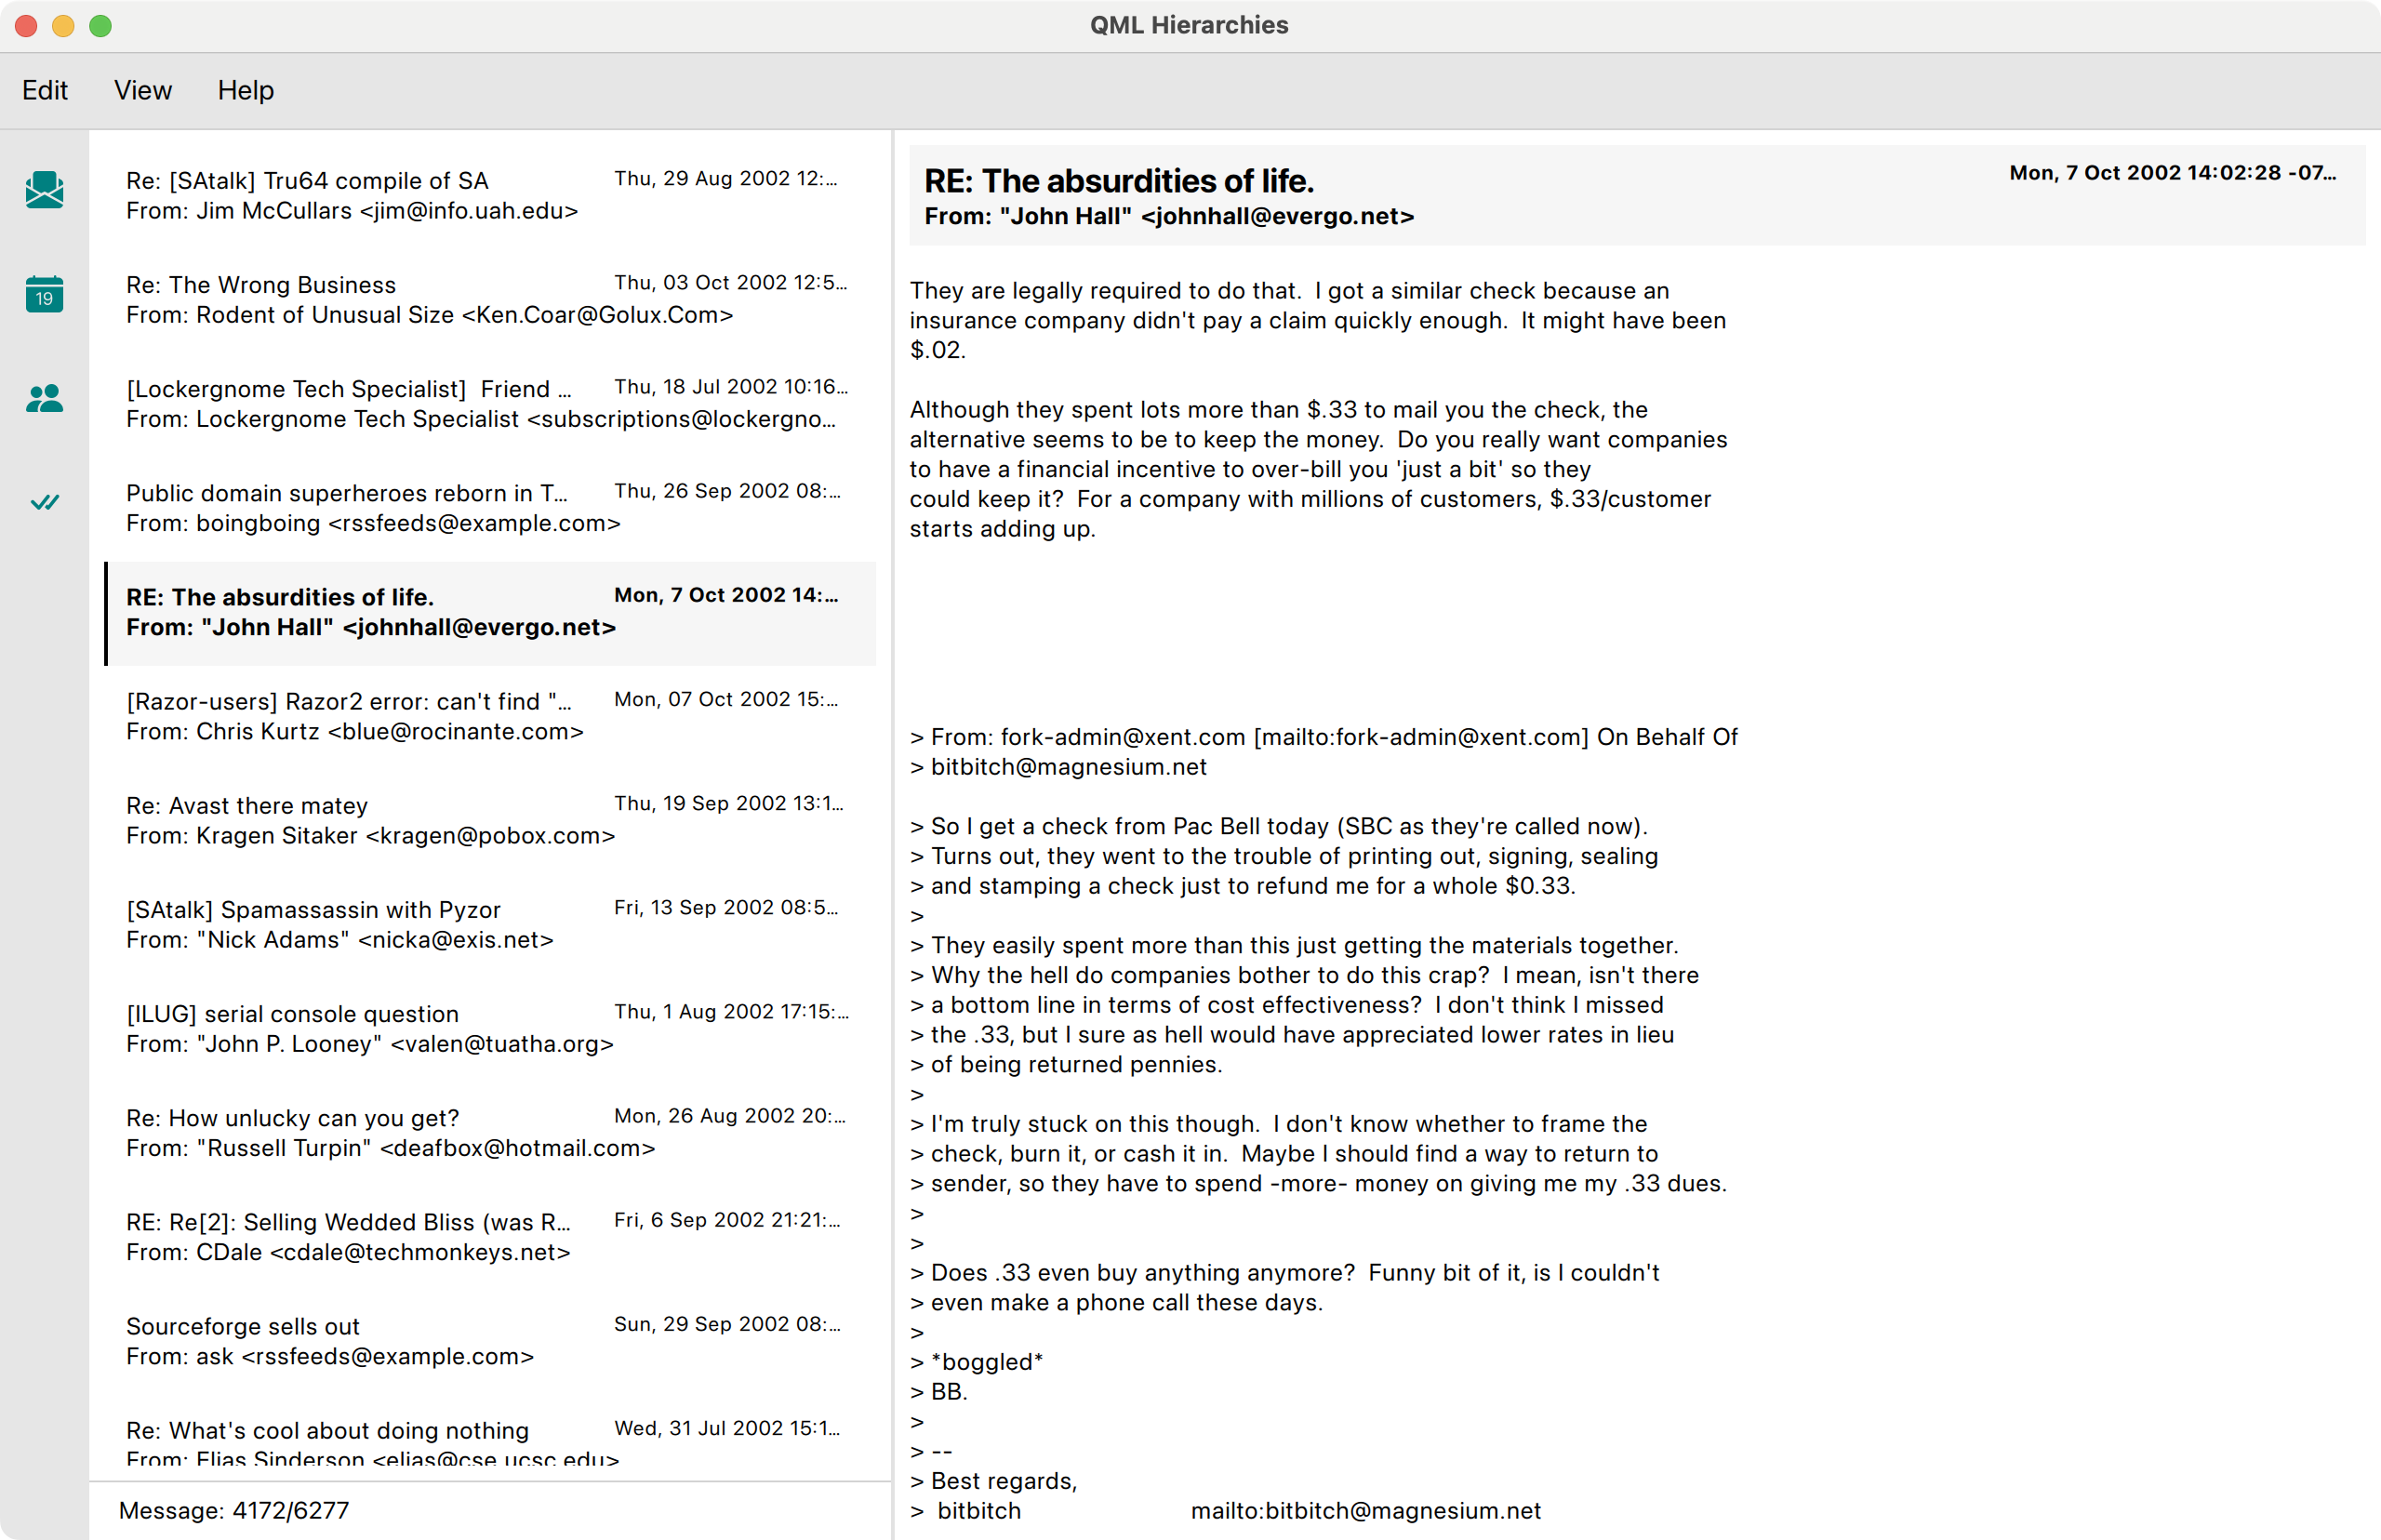 QML Hierarchies
Edit View Help
19
Re: [SAtalk] Tru64 compile of SA Thu, 29 Aug 2002 12:...
From: Jim McCullars <jim@info.uah.edu>
Re: The Wrong Business Thu, 03 Oct 2002 12:5...
From: Rodent of Unusual Size <Ken.Coar@Golux.Com>
[Lockergnome Tech Specialist]  Friend ... Thu, 18 Jul 2002 10:16...
From: Lockergnome Tech Specialist <subscriptions@lockergno...
Public domain superheroes reborn in T... Thu, 26 Sep 2002 08:...
From: boingboing <rssfeeds@example.com>
RE: The absurdities of life. Mon, 7 Oct 2002 14:...
From: "John Hall" <johnhall@evergo.net>
[Razor-users] Razor2 error: can't find "... Mon, 07 Oct 2002 15:...
From: Chris Kurtz <blue@rocinante.com>
Re: Avast there matey Thu, 19 Sep 2002 13:1...
From: Kragen Sitaker <kragen@pobox.com>
[SAtalk] Spamassassin with Pyzor Fri, 13 Sep 2002 08:5...
From: "Nick Adams" <nicka@exis.net>
[ILUG] serial console question Thu, 1 Aug 2002 17:15:...
From: "John P. Looney" <valen@tuatha.org>
Re: How unlucky can you get? Mon, 26 Aug 2002 20:...
From: "Russell Turpin" <deafbox@hotmail.com>
RE: Re[2]: Selling Wedded Bliss (was R... Fri, 6 Sep 2002 21:21:...
From: CDale <cdale@techmonkeys.net>
Sourceforge sells out Sun, 29 Sep 2002 08:...
From: ask <rssfeeds@example.com>
Re: What's cool about doing nothing Wed, 31 Jul 2002 15:1...
From: Elias Sinderson <elias@cse.ucsc.edu>
Message: 4172/6277
RE: The absurdities of life. Mon, 7 Oct 2002 14:02:28 -07...
From: "John Hall" <johnhall@evergo.net>
They are legally required to do that.  I got a similar check because an
insurance company didn't pay a claim quickly enough.  It might have been
$.02.
Although they spent lots more than $.33 to mail you the check, the
alternative seems to be to keep the money.  Do you really want companies
to have a financial incentive to over-bill you 'just a bit' so they
could keep it?  For a company with millions of customers, $.33/customer
starts adding up.
> From: fork-admin@xent.com [mailto:fork-admin@xent.com] On Behalf Of
> bitbitch@magnesium.net
> So I get a check from Pac Bell today (SBC as they're called now).
> Turns out, they went to the trouble of printing out, signing, sealing
> and stamping a check just to refund me for a whole $0.33.
>
> They easily spent more than this just getting the materials together.
> Why the hell do companies bother to do this crap?  I mean, isn't there
> a bottom line in terms of cost effectiveness?  I don't think I missed
> the .33, but I sure as hell would have appreciated lower rates in lieu
> of being returned pennies.
>
> I'm truly stuck on this though.  I don't know whether to frame the
> check, burn it, or cash it in.  Maybe I should find a way to return to
> sender, so they have to spend -more- money on giving me my .33 dues.
>
>
> Does .33 even buy anything anymore?  Funny bit of it, is I couldn't
> even make a phone call these days.
>
> *boggled*
> BB.
>
> --
> Best regards,
>  bitbitch                          mailto:bitbitch@magnesium.net